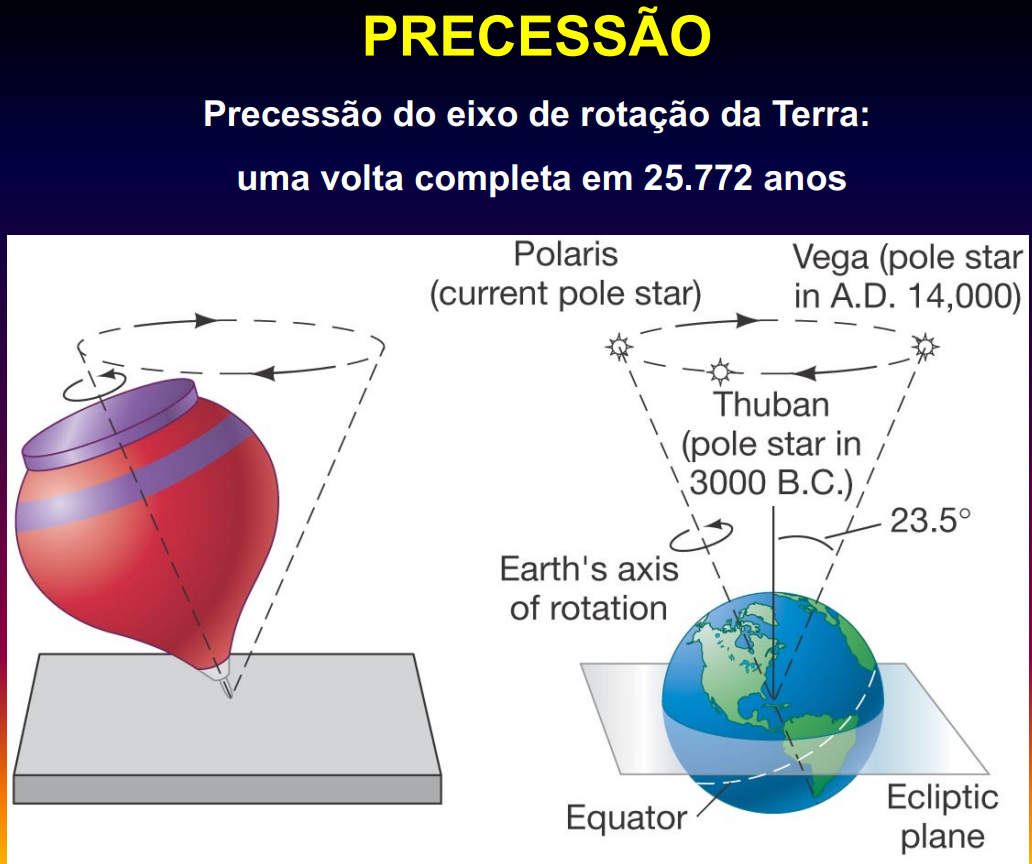 PRECESSÃO
Precessão do eixo de rotação da Terra:
uma volta completa em 25.772 anos
Polaris
(current pole star)
Vega (pole star
in A.D. 14,000)
Thuban
(pole star in
3000 B.C.)
23.5°
Earth's axis
of rotation
Equator
Ecliptic
plane